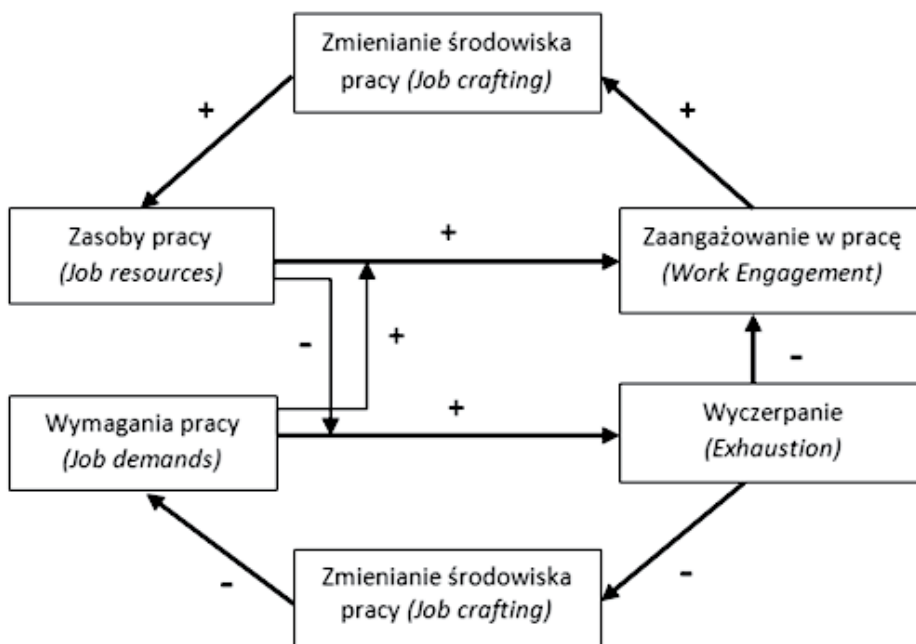 Zmienianie środowiska
pracy (Job crafting)
+
+
Zasoby pracy
(Job resources)
+
Zaangażowanie w pracę
(Work Engagement)
-
+
-
Wymagania pracy
(Job demands)
+
Wyczerpanie
(Exhaustion)
-
-
Zmienianie środowiska
pracy (Job crafting)